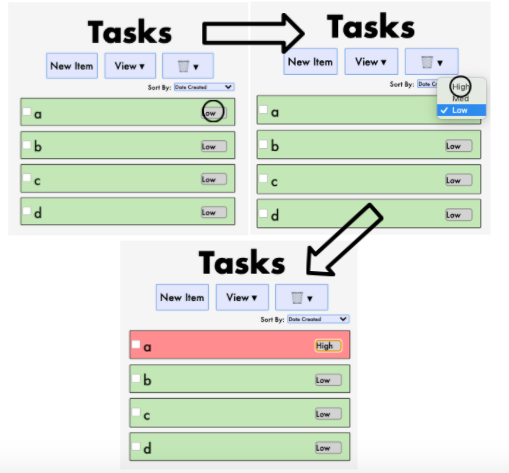 Tasks
New Item View ▾ ▾
Sort By: Date Created
a Low
b Low
c Low
d Low
Tasks
New Item View ▾ ▾
Sort By: Date C
High
Med
✓ Low
a
b Low
c Low
d Low
Tasks
New Item View ▾ ▾
Sort By: Date Created
a High
b Low
c Low
d Low